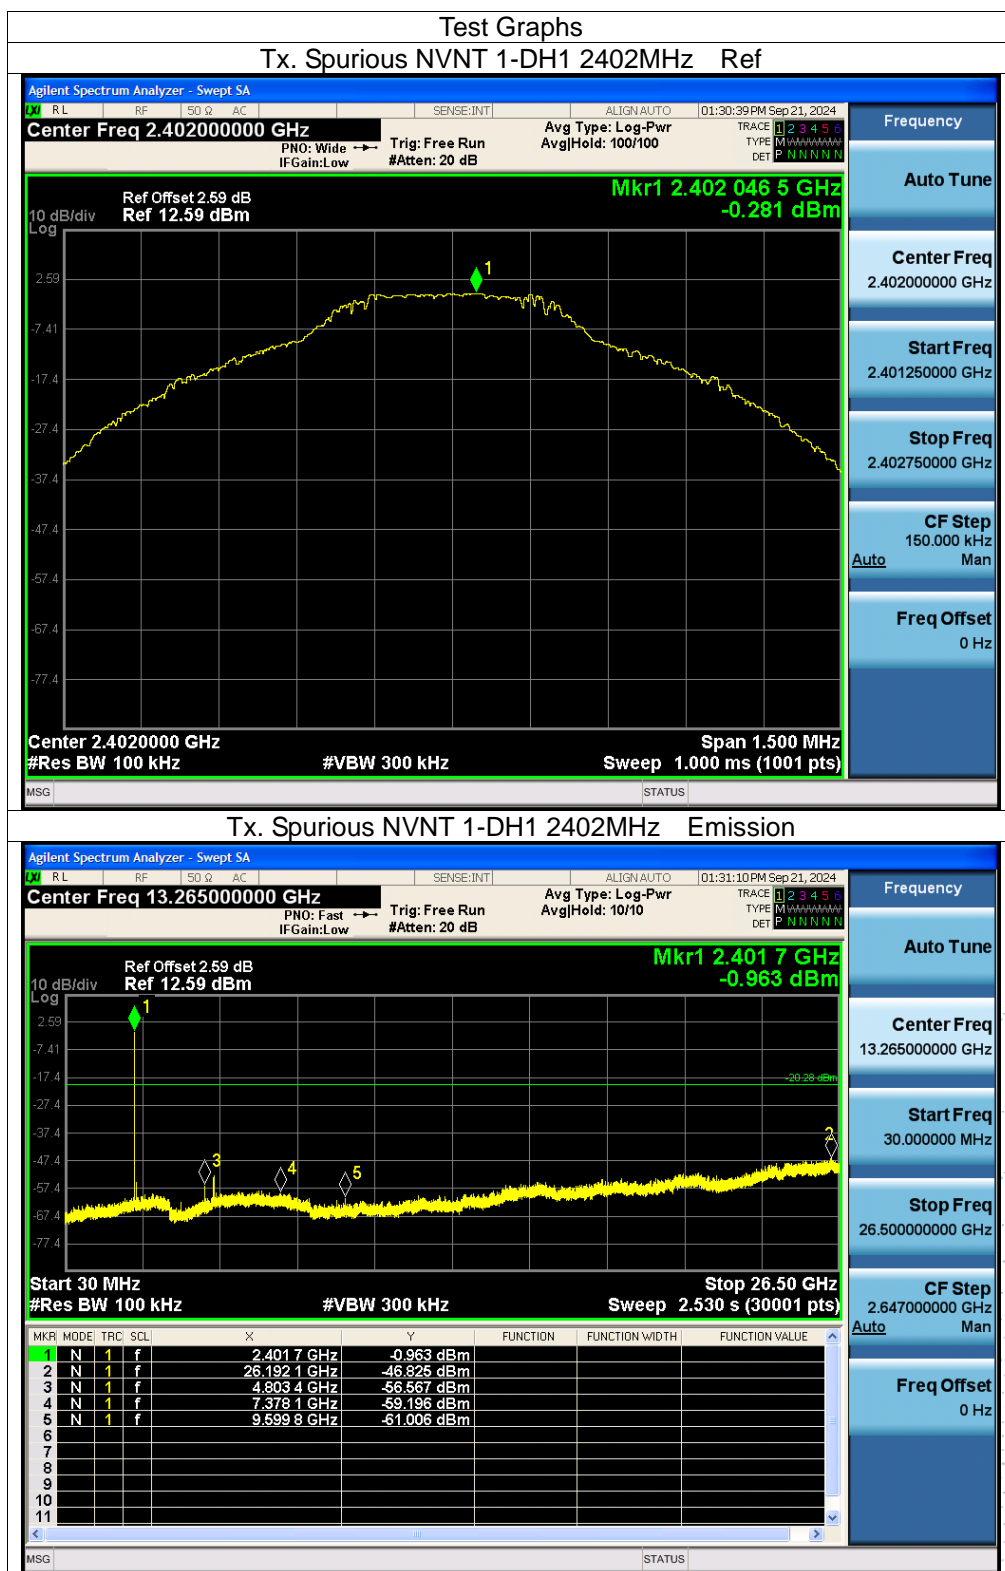 Test Graphs
Tx. Spurious NVNT 1-DH1 2402MHz Ref
Agilent Spectrum Analyzer - Swept SA
LXI RL RF 50 Ω AC SENSE:INT ALIGN AUTO 01:30:39 PM Sep 21, 2024
Center Freq 2.402000000 GHz
PNO: Wide
IFGain:Low
Trig: Free Run
#Atten: 20 dB
Avg Type: Log-Pwr
Avg|Hold: 100/100
TRACE 1 2 3 4 5 6
TYPE M WWWWW
DET P N N N N N
Ref Offset 2.59 dB
Ref 12.59 dBm
10 dB/div
Log
Mkr1 2.402 046 5 GHz
-0.281 dBm
1
2.59
-7.41
-17.4
-27.4
-37.4
-47.4
-57.4
-67.4
-77.4
Center 2.4020000 GHz
#Res BW 100 kHz
#VBW 300 kHz
Span 1.500 MHz
Sweep 1.000 ms (1001 pts)
MSG STATUS
Frequency
Auto Tune
Center Freq
2.402000000 GHz
Start Freq
2.401250000 GHz
Stop Freq
2.402750000 GHz
CF Step
150.000 kHz
Auto Man
Freq Offset
0 Hz
Tx. Spurious NVNT 1-DH1 2402MHz Emission
Agilent Spectrum Analyzer - Swept SA
LXI RL RF 50 Ω AC SENSE:INT ALIGN AUTO 01:31:10 PM Sep 21, 2024
Center Freq 13.265000000 GHz
PNO: Fast
IFGain:Low
Trig: Free Run
#Atten: 20 dB
Avg Type: Log-Pwr
Avg|Hold: 10/10
TRACE 1 2 3 4 5 6
TYPE M WWWWW
DET P N N N N N
Ref Offset 2.59 dB
Ref 12.59 dBm
10 dB/div
Log
Mkr1 2.401 7 GHz
-0.963 dBm
1
2.59
-7.41
-17.4
-20.28 dBm
-27.4
-37.4
2
-47.4
3
4
5
-57.4
-67.4
-77.4
Start 30 MHz
#Res BW 100 kHz
#VBW 300 kHz
Stop 26.50 GHz
Sweep 2.530 s (30001 pts)
MKR MODE TRC SCL X Y FUNCTION FUNCTION WIDTH FUNCTION VALUE
1 N 1 f 2.401 7 GHz -0.963 dBm
2 N 1 f 26.192 1 GHz -46.825 dBm
3 N 1 f 4.803 4 GHz -56.567 dBm
4 N 1 f 7.378 1 GHz -59.196 dBm
5 N 1 f 9.599 8 GHz -61.006 dBm
6
7
8
9
10
11
MSG STATUS
Frequency
Auto Tune
Center Freq
13.265000000 GHz
Start Freq
30.000000 MHz
Stop Freq
26.500000000 GHz
CF Step
2.647000000 GHz
Auto Man
Freq Offset
0 Hz